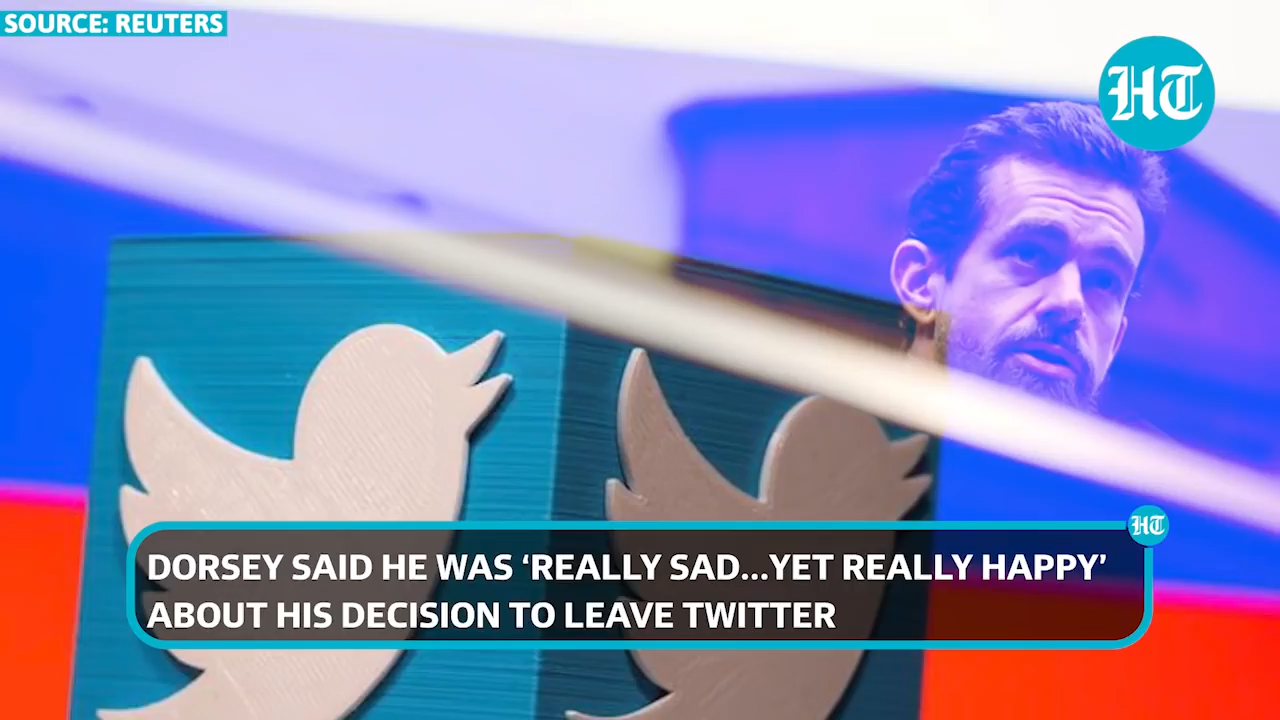 SOURCE: REUTERS
HT
HT
DORSEY SAID HE WAS ‘REALLY SAD...YET REALLY HAPPY’
ABOUT HIS DECISION TO LEAVE TWITTER